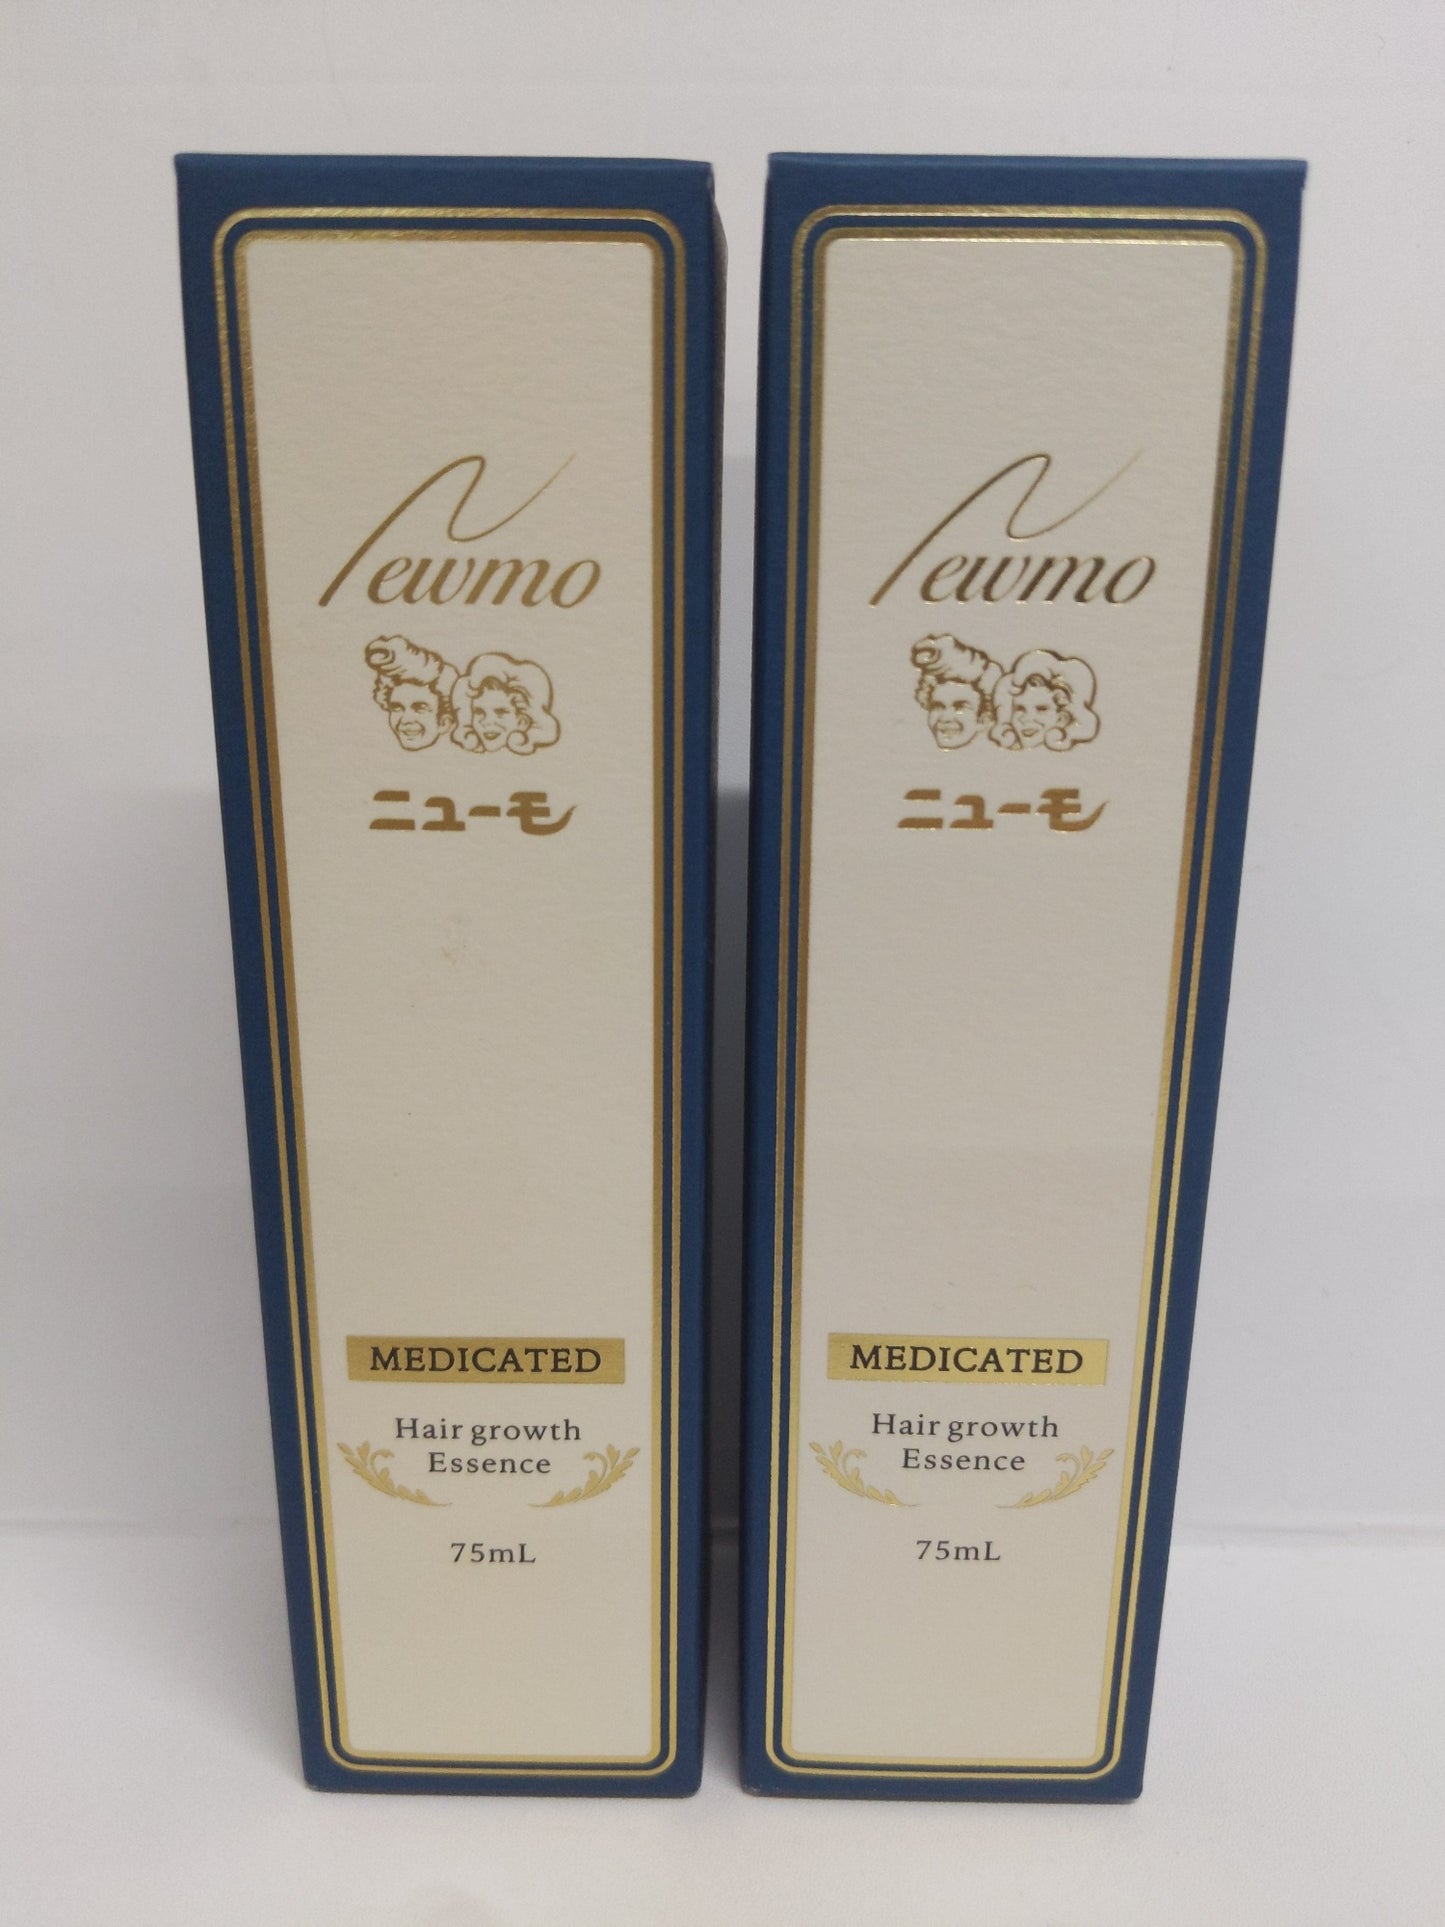 Newmo
ニューモ
MEDICATED
Hair growth
Essence
75mL
Newmo
ニューモ
MEDICATED
Hair growth
Essence
75mL